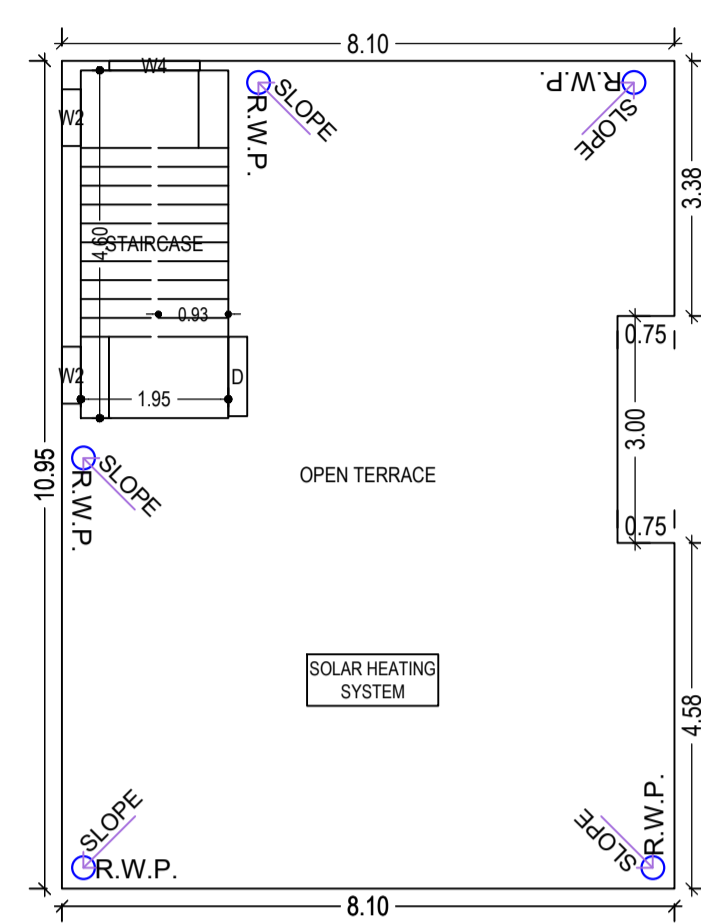 8.10
W4
R.W.P.
SLOPE
R.W.P.
SLOPE
W2
3.38
4.60
STAIRCASE
0.93
0.75
W2
1.95
D
3.00
10.95
SLOPE
R.W.P.
OPEN TERRACE
0.75
SOLAR HEATING
SYSTEM
4.58
SLOPE
R.W.P.
SLOPE
R.W.P.
8.10